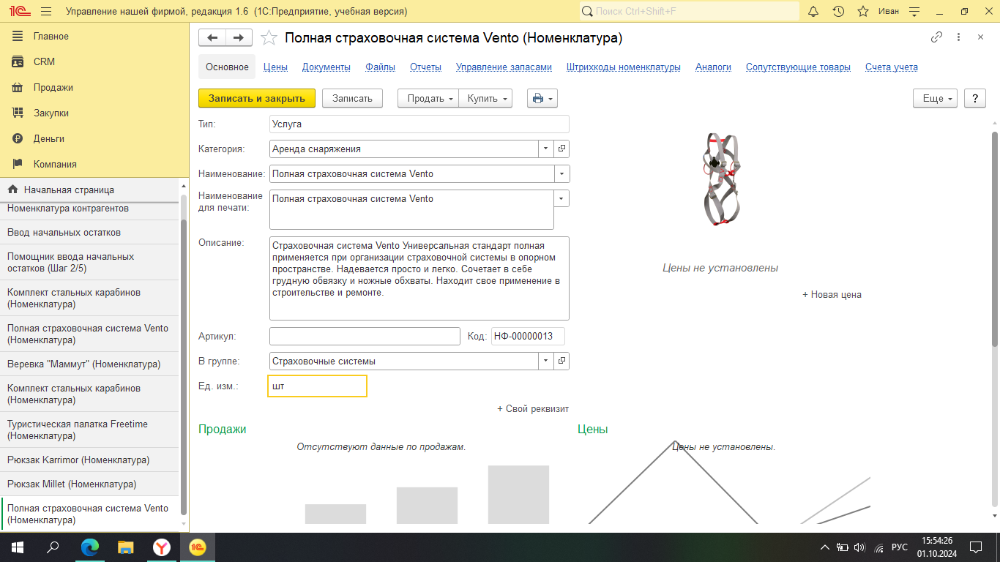 Управление нашей фирмой, редакция 1.6 (1С:Предприятие, учебная версия)
Поиск Ctrl+Shift+F
Иван
Главное
CRM
Продажи
Закупки
Деньги
Компания
Начальная страница
Номенклатура контрагентов
Ввод начальных остатков
Помощник ввода начальных
остатков (Шаг 2/5)
Комплект стальных карабинов
(Номенклатура)
Полная страховочная система Vento
(Номенклатура)
Веревка "Маммут" (Номенклатура)
Комплект стальных карабинов
(Номенклатура)
Туристическая палатка Freetime
(Номенклатура)
Рюкзак Karrimor (Номенклатура)
Рюкзак Millet (Номенклатура)
Полная страховочная система Vento
(Номенклатура)
Полная страховочная система Vento (Номенклатура)
Основное Цены Документы Файлы Отчеты Управление запасами Штрихкоды номенклатуры Аналоги Сопутствующие товары Счета учета
Записать и закрыть Записать Продать Купить Еще ?
Тип: Услуга
Категория: Аренда снаряжения
Наименование: Полная страховочная система Vento
Наименование
для печати: Полная страховочная система Vento
Описание: Страховочная система Vento Универсальная стандарт полная
применяется при организации страховочной системы в опорном
пространстве. Надевается просто и легко. Сочетает в себе
грудную обвязку и ножные обхваты. Находит свое применение в
строительстве и ремонте.
Цены не установлены
+ Новая цена
Артикул: Код: НФ-00000013
В группе: Страховочные системы
Ед. изм.: шт
+ Свой реквизит
Продажи
Отсутствуют данные по продажам.
Цены
Цены не установлены.
РУС
15:54:26
01.10.2024